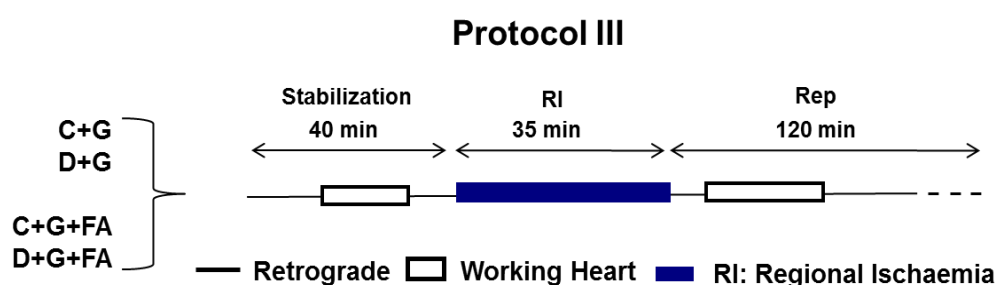 Protocol III
Stabilization RI Rep
40 min 35 min 120 min
C+G
D+G
C+G+FA
D+G+FA
Retrograde Working Heart RI: Regional Ischaemia